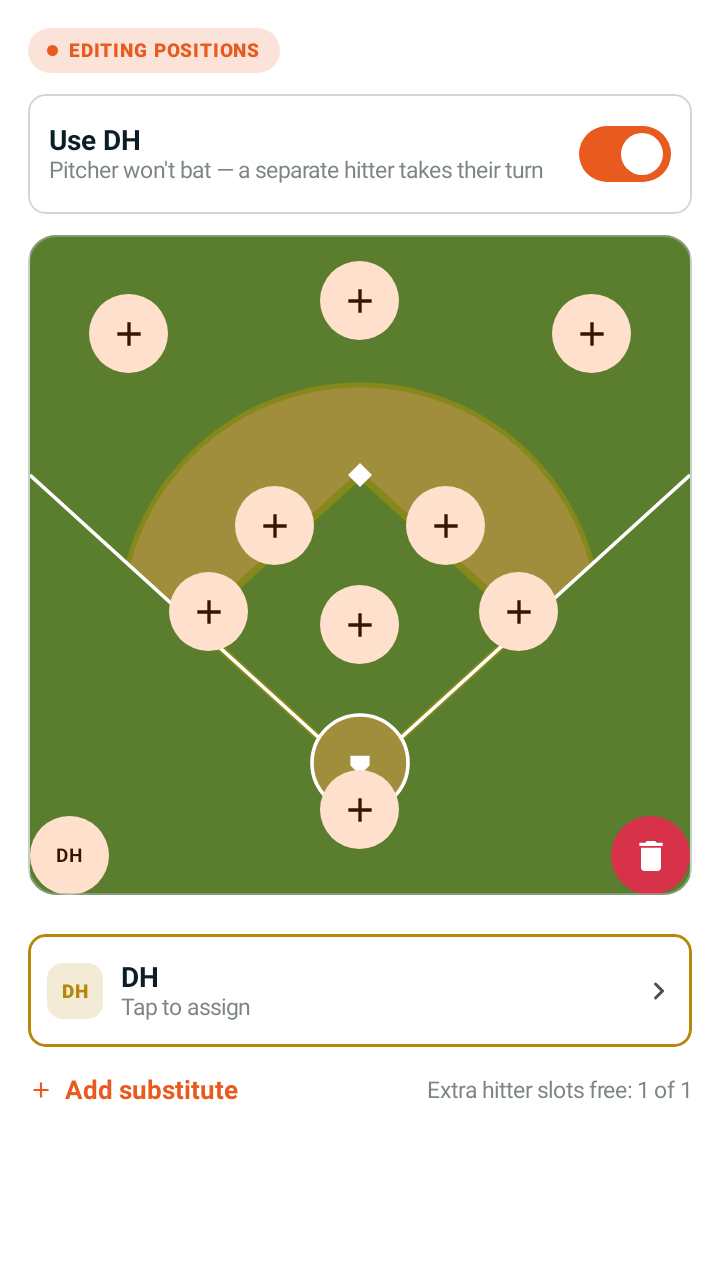 EDITING POSITIONS
Use DH
Pitcher won't bat — a separate hitter takes their turn
DH
DH
DH
Tap to assign
Add substitute
Extra hitter slots free: 1 of 1